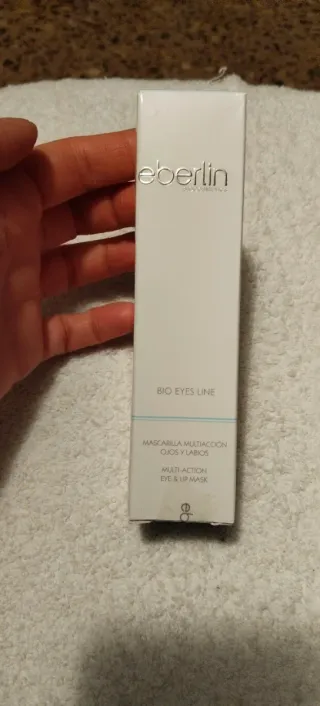 eberlin
BIO EYES LINE
MASCARILLA MULTIACCIÓN
OJOS Y LABIOS
MULTI-ACTION
EYE & LIP MASK